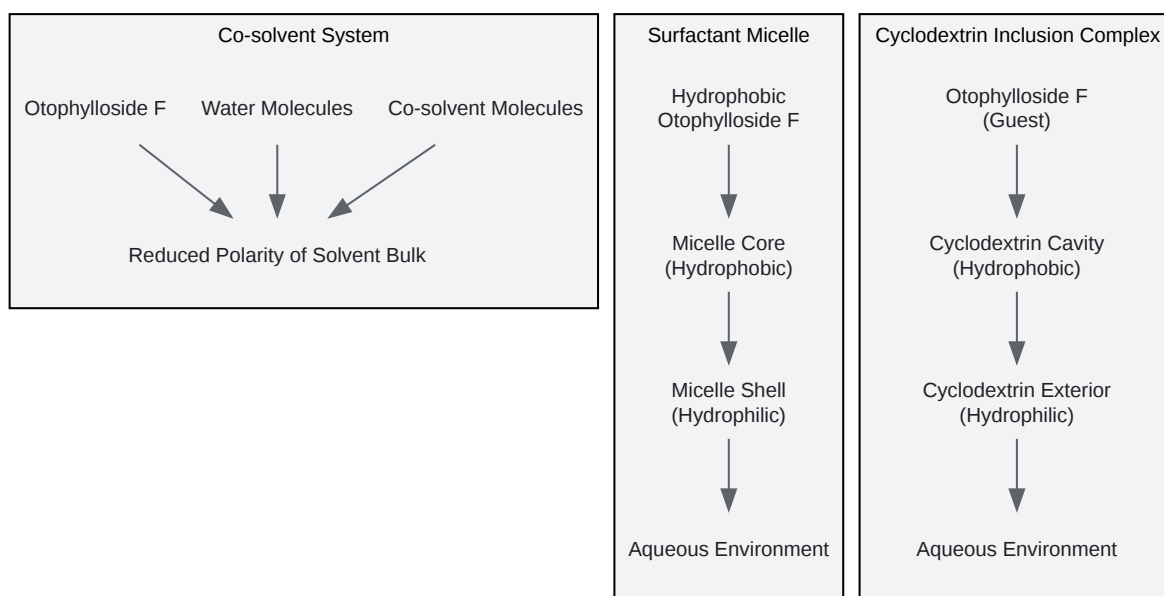 Co-solvent System
Otophylloside F
Water Molecules
Co-solvent Molecules
Reduced Polarity of Solvent Bulk
Surfactant Micelle
Hydrophobic
Otophylloside F
Micelle Core
(Hydrophobic)
Micelle Shell
(Hydrophilic)
Aqueous Environment
Cyclodextrin Inclusion Complex
Otophylloside F
(Guest)
Cyclodextrin Cavity
(Hydrophobic)
Cyclodextrin Exterior
(Hydrophilic)
Aqueous Environment